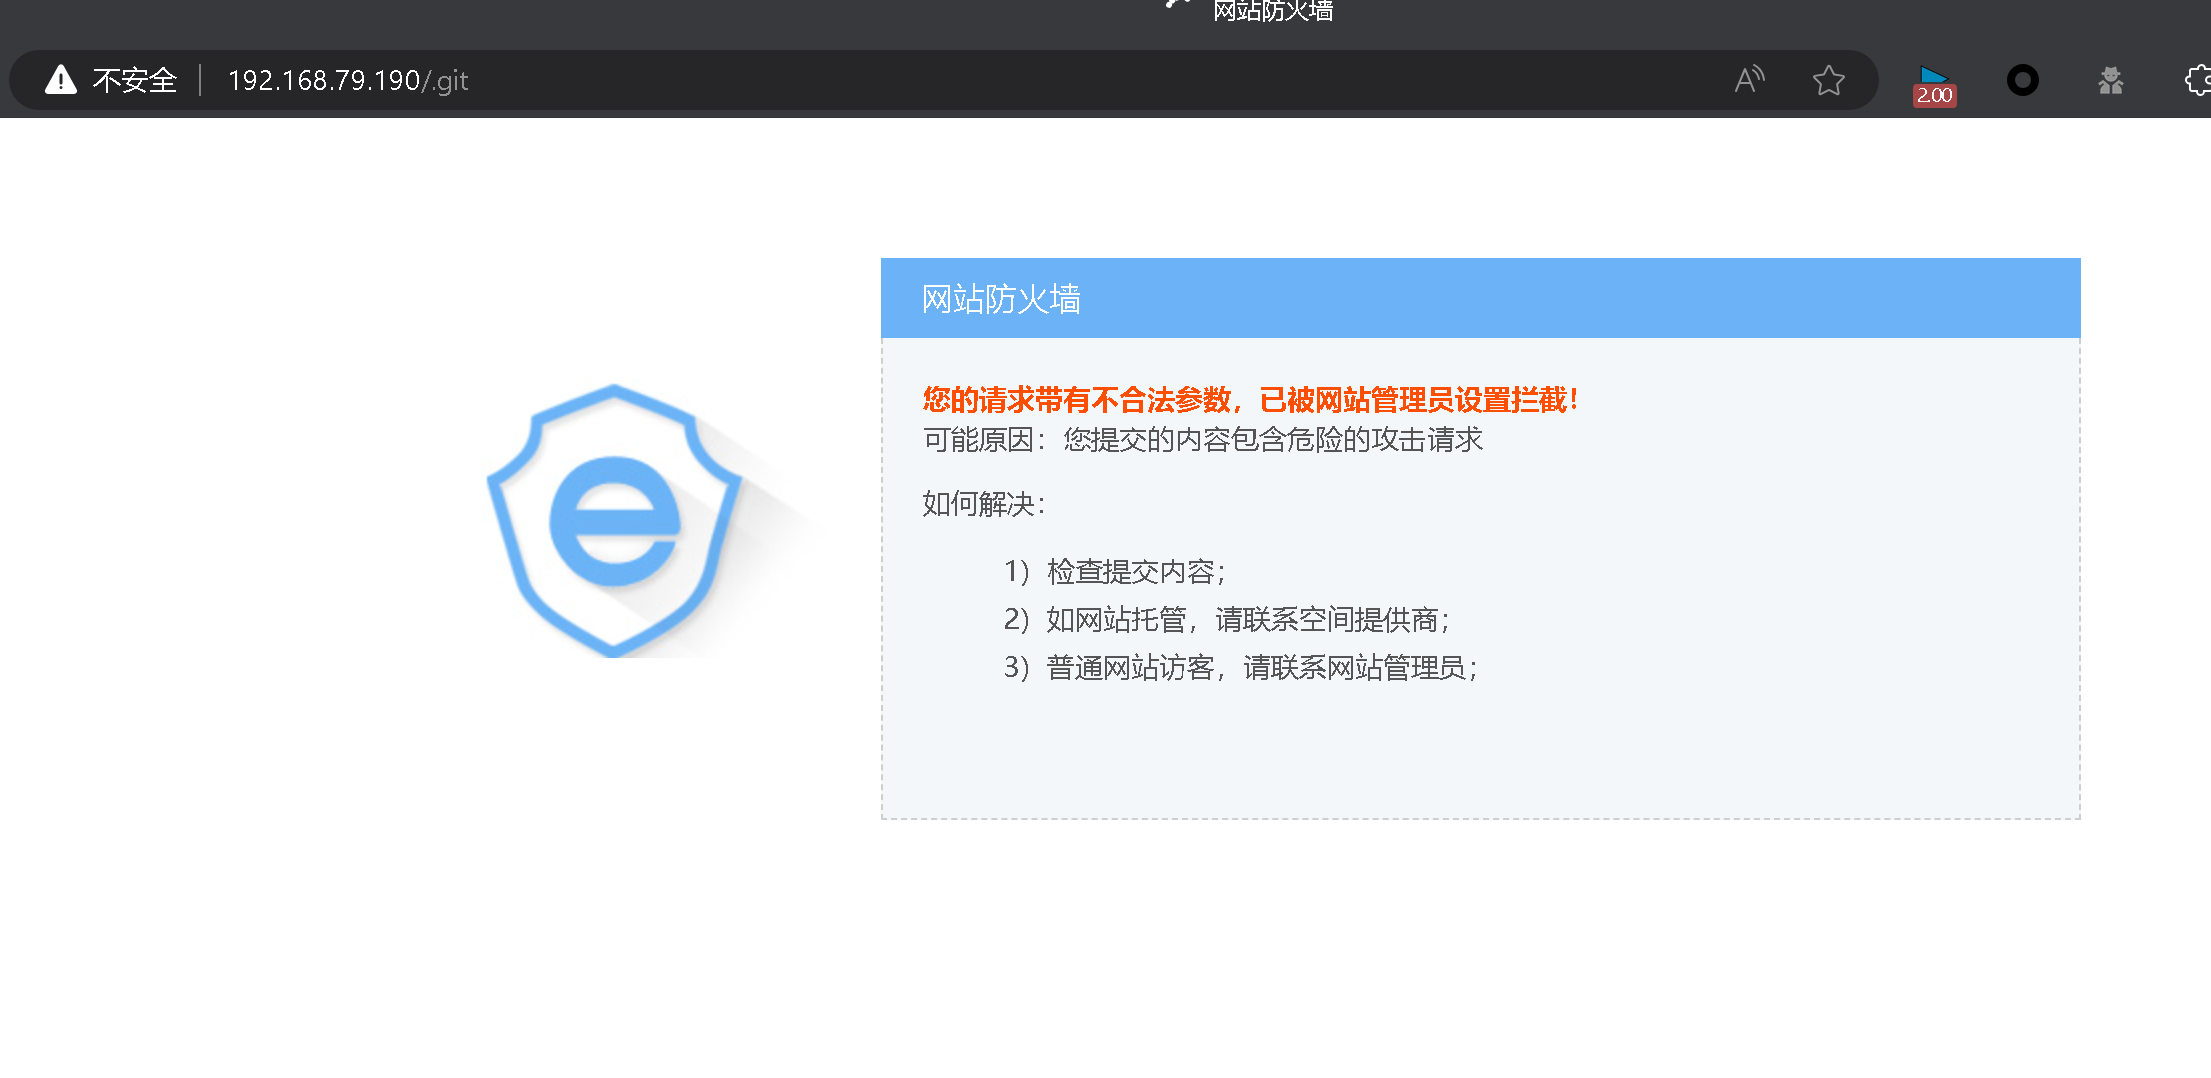 网站防火墙
不安全 192.168.79.190/.git
2.00
网站防火墙
您的请求带有不合法参数，已被网站管理员设置拦截！
可能原因：您提交的内容包含危险的攻击请求
如何解决：
1）检查提交内容；
2）如网站托管，请联系空间提供商；
3）普通网站访客，请联系网站管理员；